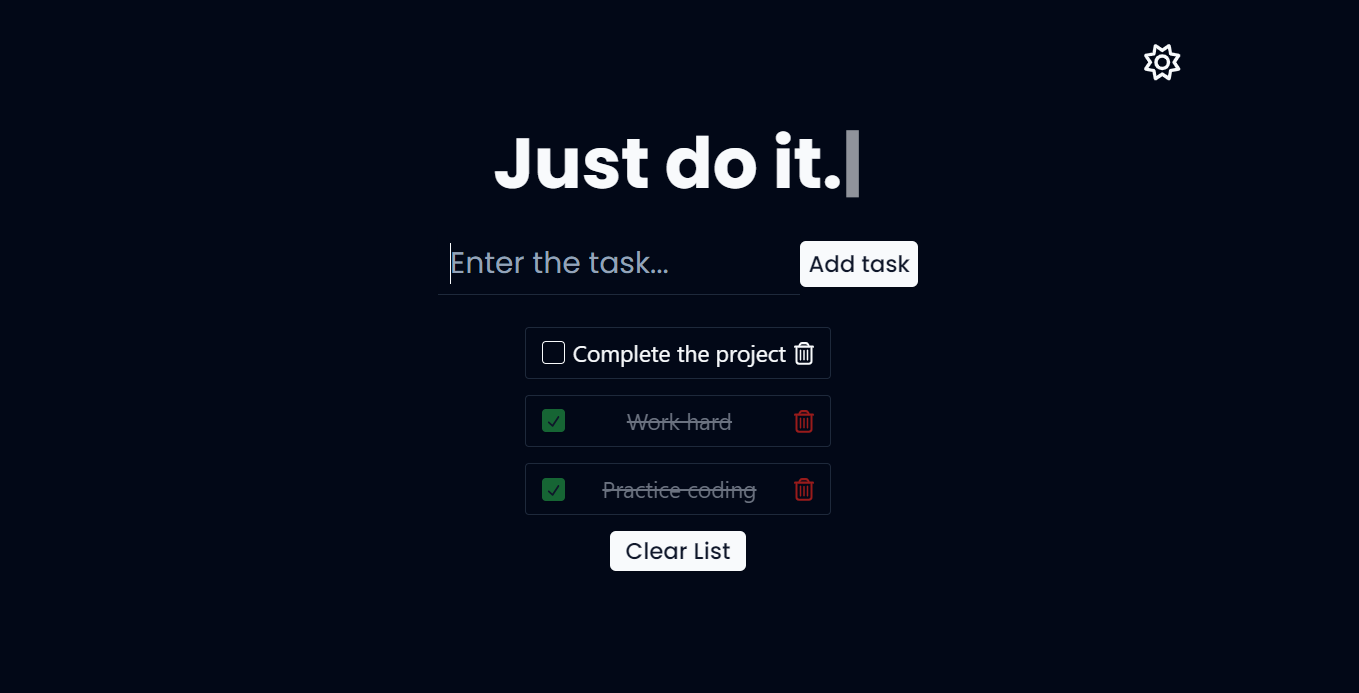 Just do it.
Enter the task... Add task
Complete the project
Work hard
Practice coding
Clear List